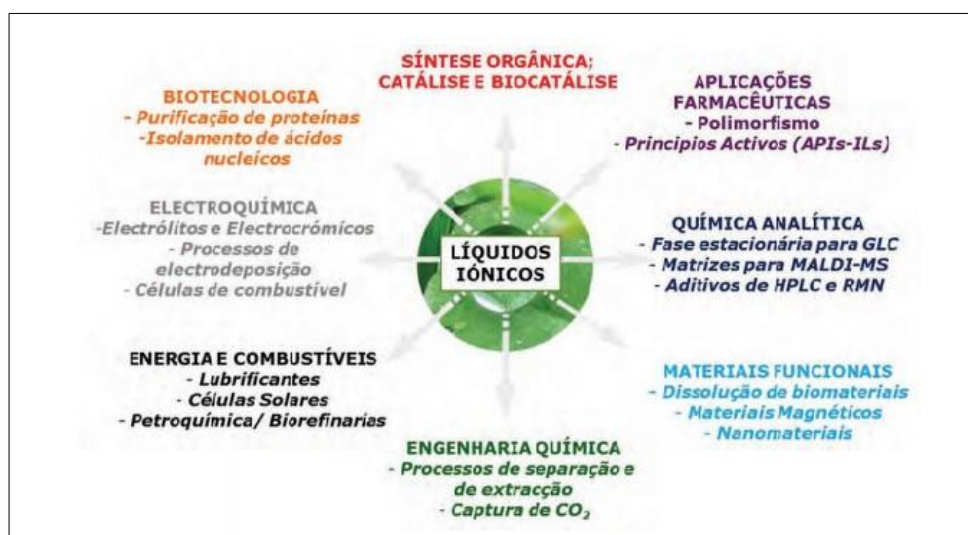 SÍNTESE ORGÂNICA;
CATÁLISE E BIOCATÁLISE
BIOTECNOLOGIA
- Purificação de proteínas
- Isolamento de ácidos
nucleícos
APLICAÇÕES
FARMACÊUTICAS
- Polimorfismo
- Principios Activos (APIs-ILs)
ELECTROQUÍMICA
-Electrólitos e Electrocrómicos
- Processos de
electrodeposição
- Células de combustível
LÍQUIDOS
IÓNICOS
QUÍMICA ANALÍTICA
- Fase estacionária para GLC
- Matrizes para MALDI-MS
- Aditivos de HPLC e RMN
ENERGIA E COMBUSTÍVEIS
- Lubrificantes
- Células Solares
- Petroquímica/ Biorefinarias
MATERIAIS FUNCIONAIS
- Dissolução de biomateriais
- Materiais Magnéticos
- Nanomateriais
ENGENHARIA QUÍMICA
- Processos de separação e
de extracção
- Captura de CO₂